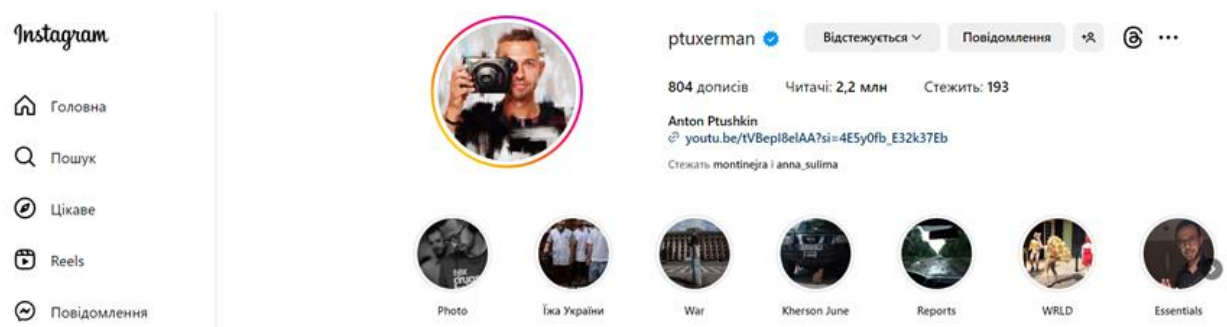 Instagram
Головна
Пошук
Цікаве
Reels
Повідомлення
ptuxerman Відстежується Повідомлення
804 дописів Читачі: 2,2 млн Стежить: 193
Anton Ptushkin
youtu.be/tVBepI8elAA?si=4E5y0fb_E32k37Eb
Стежать montinejra і anna_sulima
Photo Їжа України War Kherson June Reports WRLD Essentials